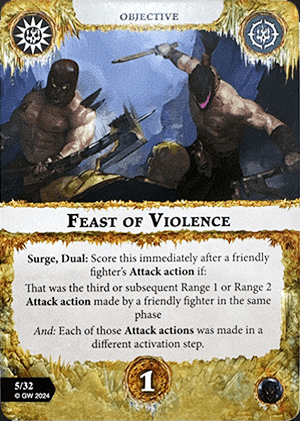 OBJECTIVE
FEAST OF VIOLENCE
Surge, Dual: Score this immediately after a friendly
fighter's Attack action if:
That was the third or subsequent Range 1 or Range 2
Attack action made by a friendly fighter in the same
phase
And: Each of those Attack actions was made in a
different activation step.
5/32
© GW 2024
1